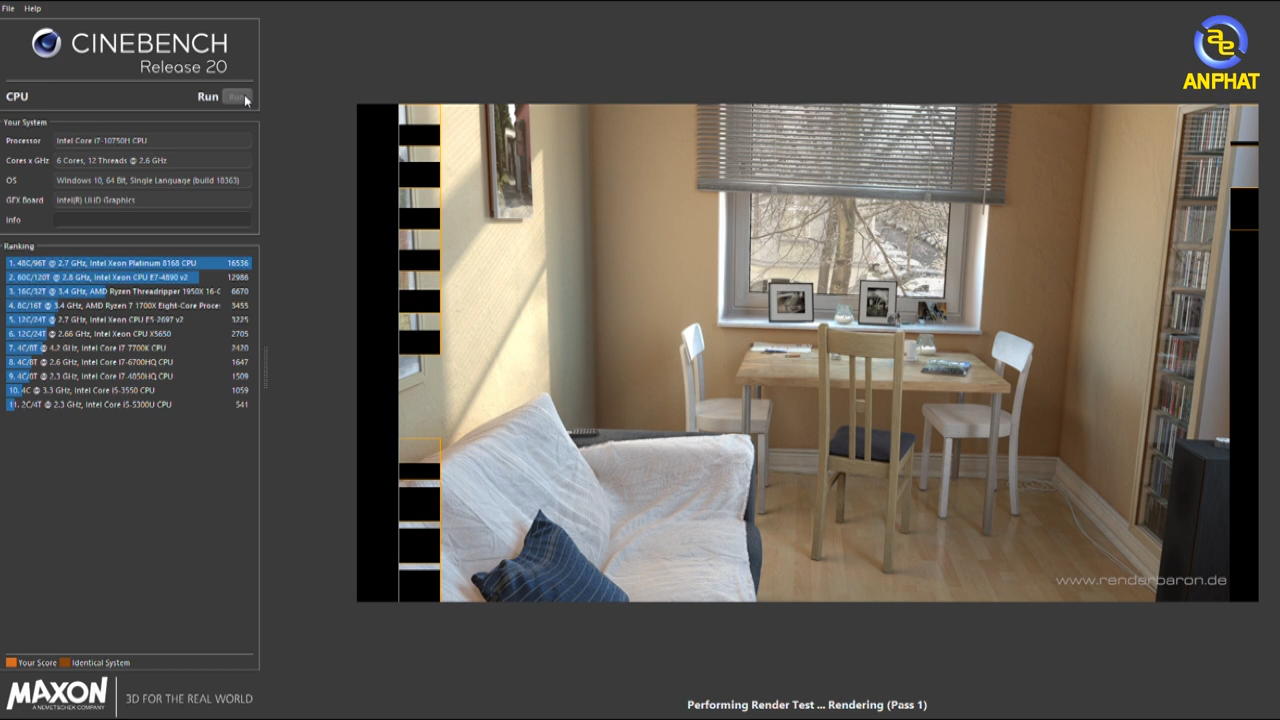 File Help
CINEBENCH
Release 20
CPU Run Run
Your System
Processor Intel Core i7-10750H CPU
Cores x GHz 6 Cores, 12 Threads @ 2.6 GHz
OS Windows 10, 64 Bit, Single Language (build 18363)
GFX Board Intel(R) UHD Graphics
Info
Ranking
1. 48C/96T @ 2.7 GHz, Intel Xeon Platinum 8168 CPU 16536
2. 60C/120T @ 2.8 GHz, Intel Xeon CPU E7-4890 v2 12986
3. 16C/32T @ 3.4 GHz, AMD Ryzen Threadripper 1950X 16-C 6670
4. 8C/16T @ 3.4 GHz, AMD Ryzen 7 1700X Eight-Core Proce 3455
5. 12C/24T @ 2.7 GHz, Intel Xeon CPU E5-2697 v2 3225
6. 12C/24T @ 2.66 GHz, Intel Xeon CPU X5650 2705
7. 4C/8T @ 4.2 GHz, Intel Core i7-7700K CPU 2420
8. 4C/8T @ 2.6 GHz, Intel Core i7-6700HQ CPU 1647
9. 4C/8T @ 2.3 GHz, Intel Core i7-4850HQ CPU 1509
10. 4C @ 3.3 GHz, Intel Core i5-3550 CPU 1059
11. 2C/4T @ 2.3 GHz, Intel Core i5-5300U CPU 541
Your Score Identical System
MAXON
A NEMETSCHEK COMPANY
3D FOR THE REAL WORLD
ae
ANPHAT
www.renderbaron.de
Performing Render Test ... Rendering (Pass 1)